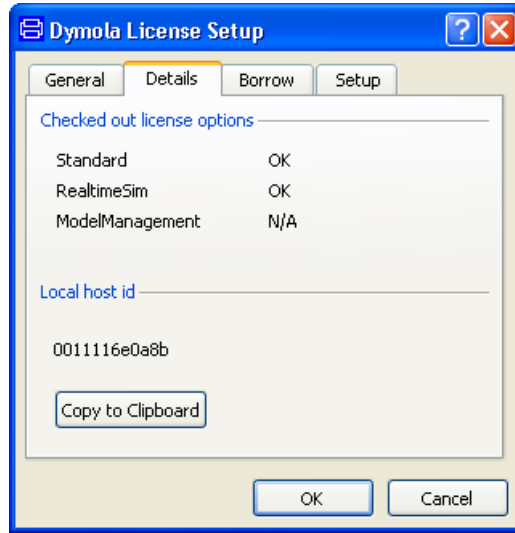 Dymola License Setup
General Details Borrow Setup
Checked out license options
Standard OK
RealtimeSim OK
ModelManagement N/A
Local host id
0011116e0a8b
Copy to Clipboard
OK Cancel